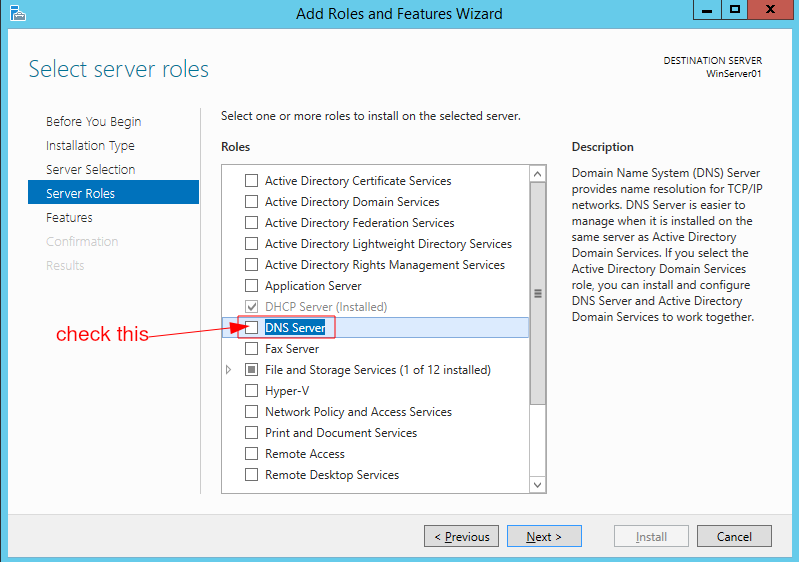 Add Roles and Features Wizard
Select server roles
DESTINATION SERVER
WinServer01
Before You Begin
Installation Type
Server Selection
Server Roles
Features
Confirmation
Results
Select one or more roles to install on the selected server.
Roles
Active Directory Certificate Services
Active Directory Domain Services
Active Directory Federation Services
Active Directory Lightweight Directory Services
Active Directory Rights Management Services
Application Server
DHCP Server (Installed)
check this
DNS Server
Fax Server
File and Storage Services (1 of 12 installed)
Hyper-V
Network Policy and Access Services
Print and Document Services
Remote Access
Remote Desktop Services
Description
Domain Name System (DNS) Server
provides name resolution for TCP/IP
networks. DNS Server is easier to
manage when it is installed on the
same server as Active Directory
Domain Services. If you select the
Active Directory Domain Services
role, you can install and configure
DNS Server and Active Directory
Domain Services to work together.
< Previous
Next >
Install
Cancel